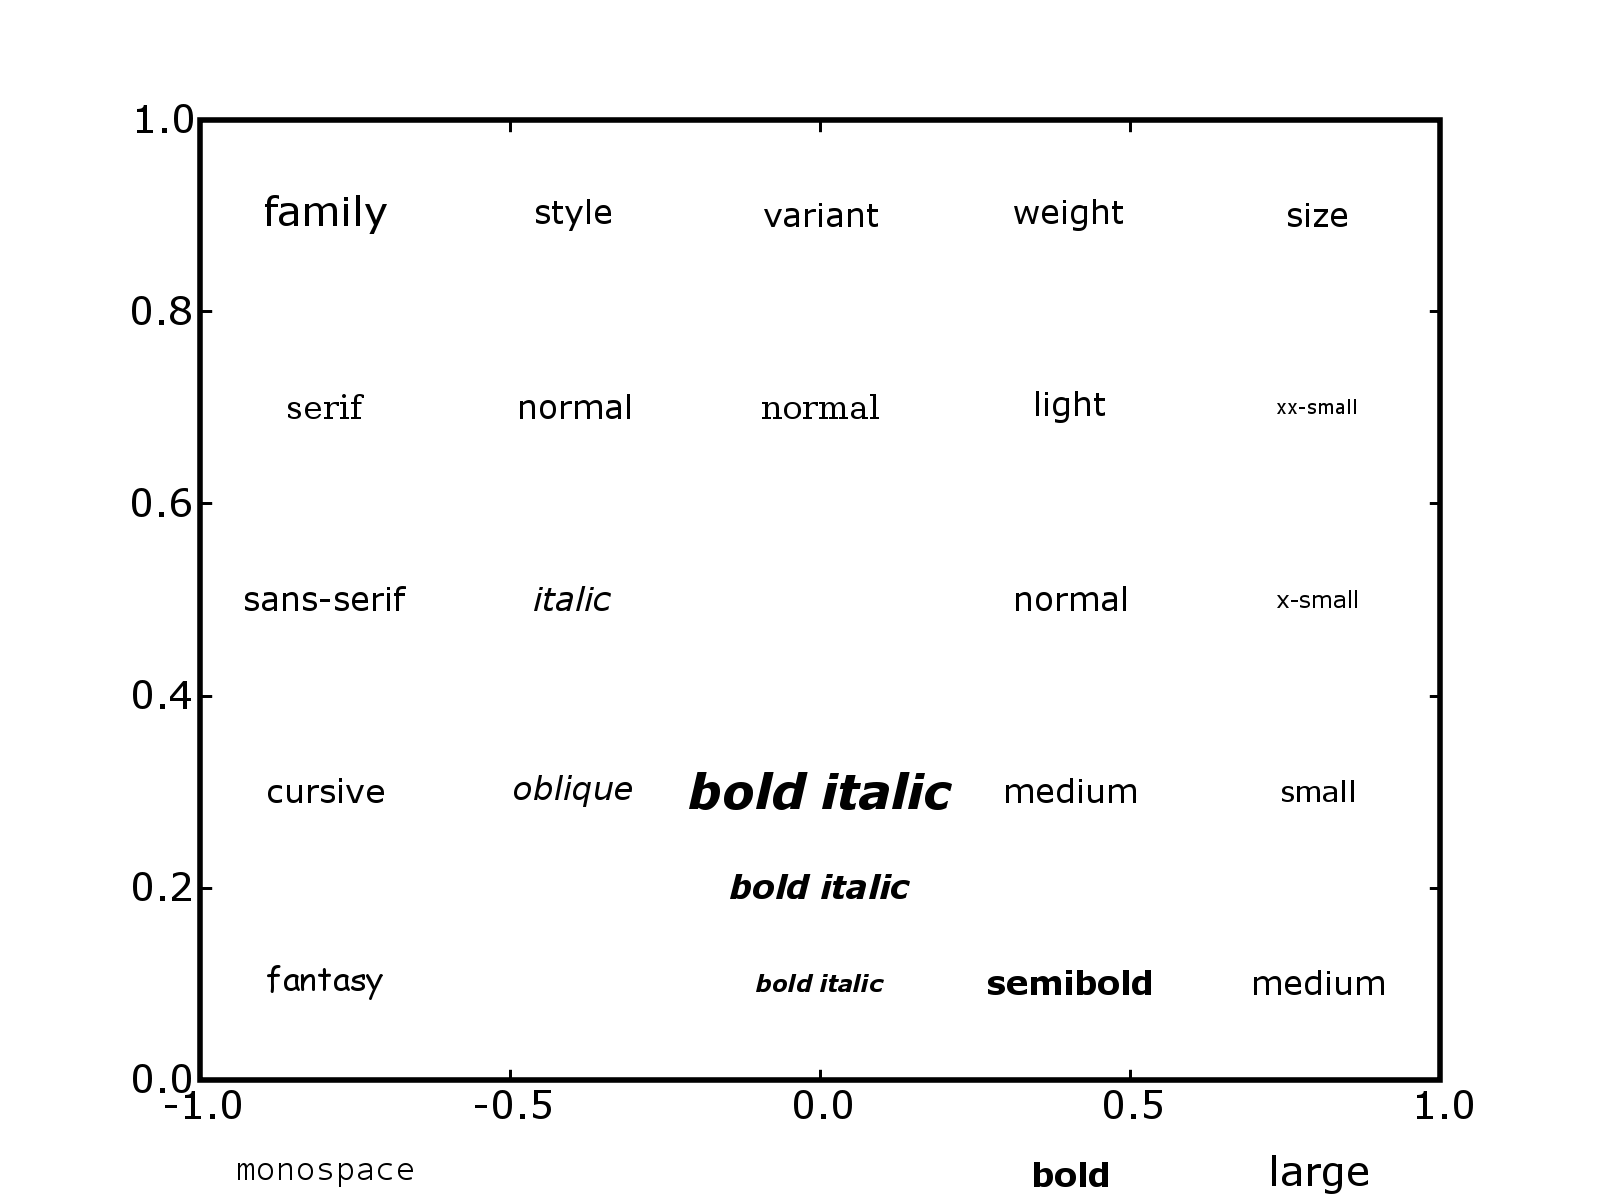 1.0
family style variant weight size
0.8
serif normal normal light xx-small
0.6
sans-serif italic normal x-small
0.4
cursive oblique bold italic medium small
0.2 bold italic
fantasy bold italic semibold medium
0.0
-1.0 -0.5 0.0 0.5 1.0
monospace bold large